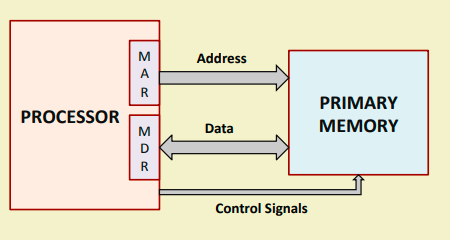 PROCESSOR
M
A
R
M
D
R
Address
Data
Control Signals
PRIMARY
MEMORY